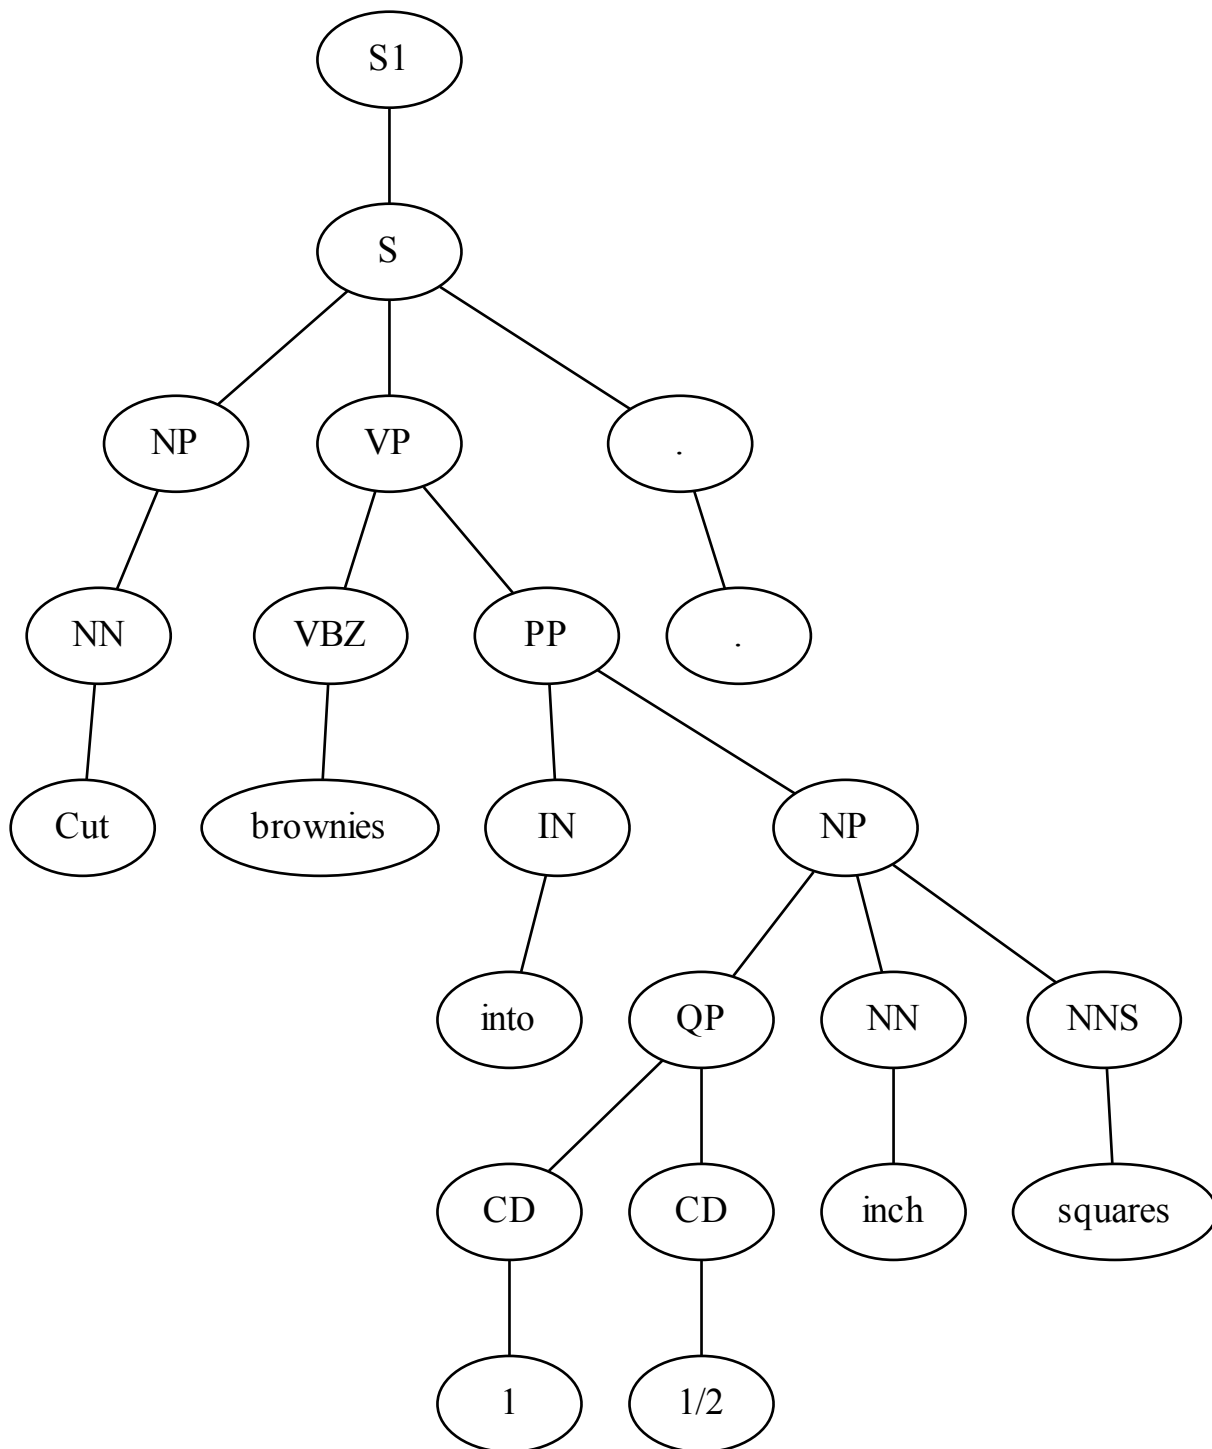 S1
S
NP VP .
NN VBZ PP .
Cut brownies IN NP
into QP NN NNS
CD CD inch squares
1 1/2